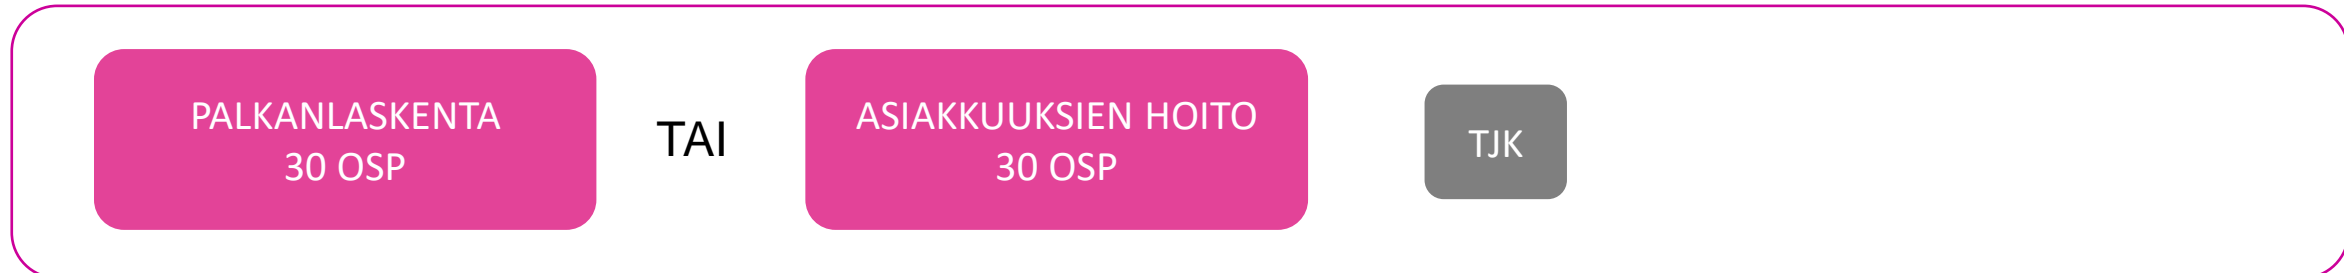 PALKANLASKENTA
30 OSP
TAI
ASIAKKUUKSIEN HOITO
30 OSP
TJK